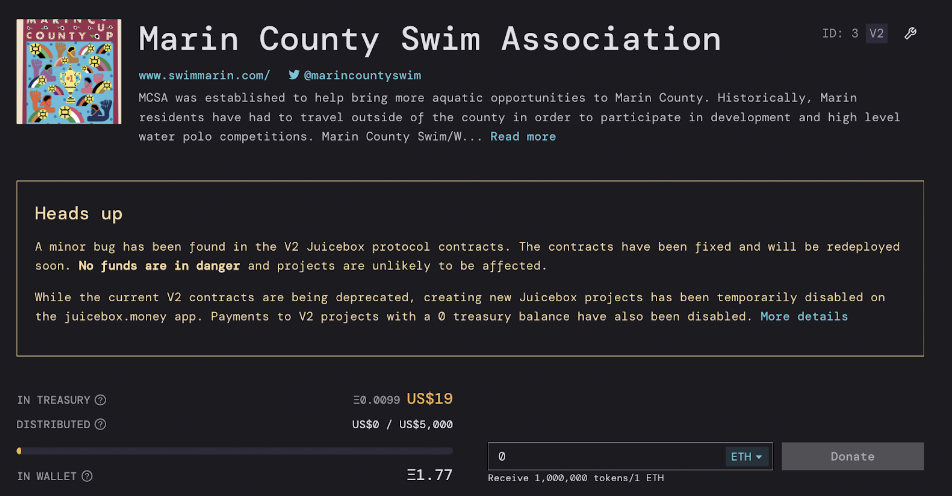 MARIN CUP
COUNTY UP
#1
Marin County Swim Association
ID: 3 V2
www.swimmarin.com/ @marincountyswim
MCSA was established to help bring more aquatic opportunities to Marin County. Historically, Marin
residents have had to travel outside of the county in order to participate in development and high level
water polo competitions. Marin County Swim/W... Read more
Heads up
A minor bug has been found in the V2 Juicebox protocol contracts. The contracts have been fixed and will be redeployed
soon. No funds are in danger and projects are unlikely to be affected.
While the current V2 contracts are being deprecated, creating new Juicebox projects has been temporarily disabled on
the juicebox.money app. Payments to V2 projects with a 0 treasury balance have also been disabled. More details
IN TREASURY ? Ξ0.0099 US$19
DISTRIBUTED ? US$0 / US$5,000
IN WALLET ? Ξ1.77
0 ETH Donate
Receive 1,000,000 tokens/1 ETH